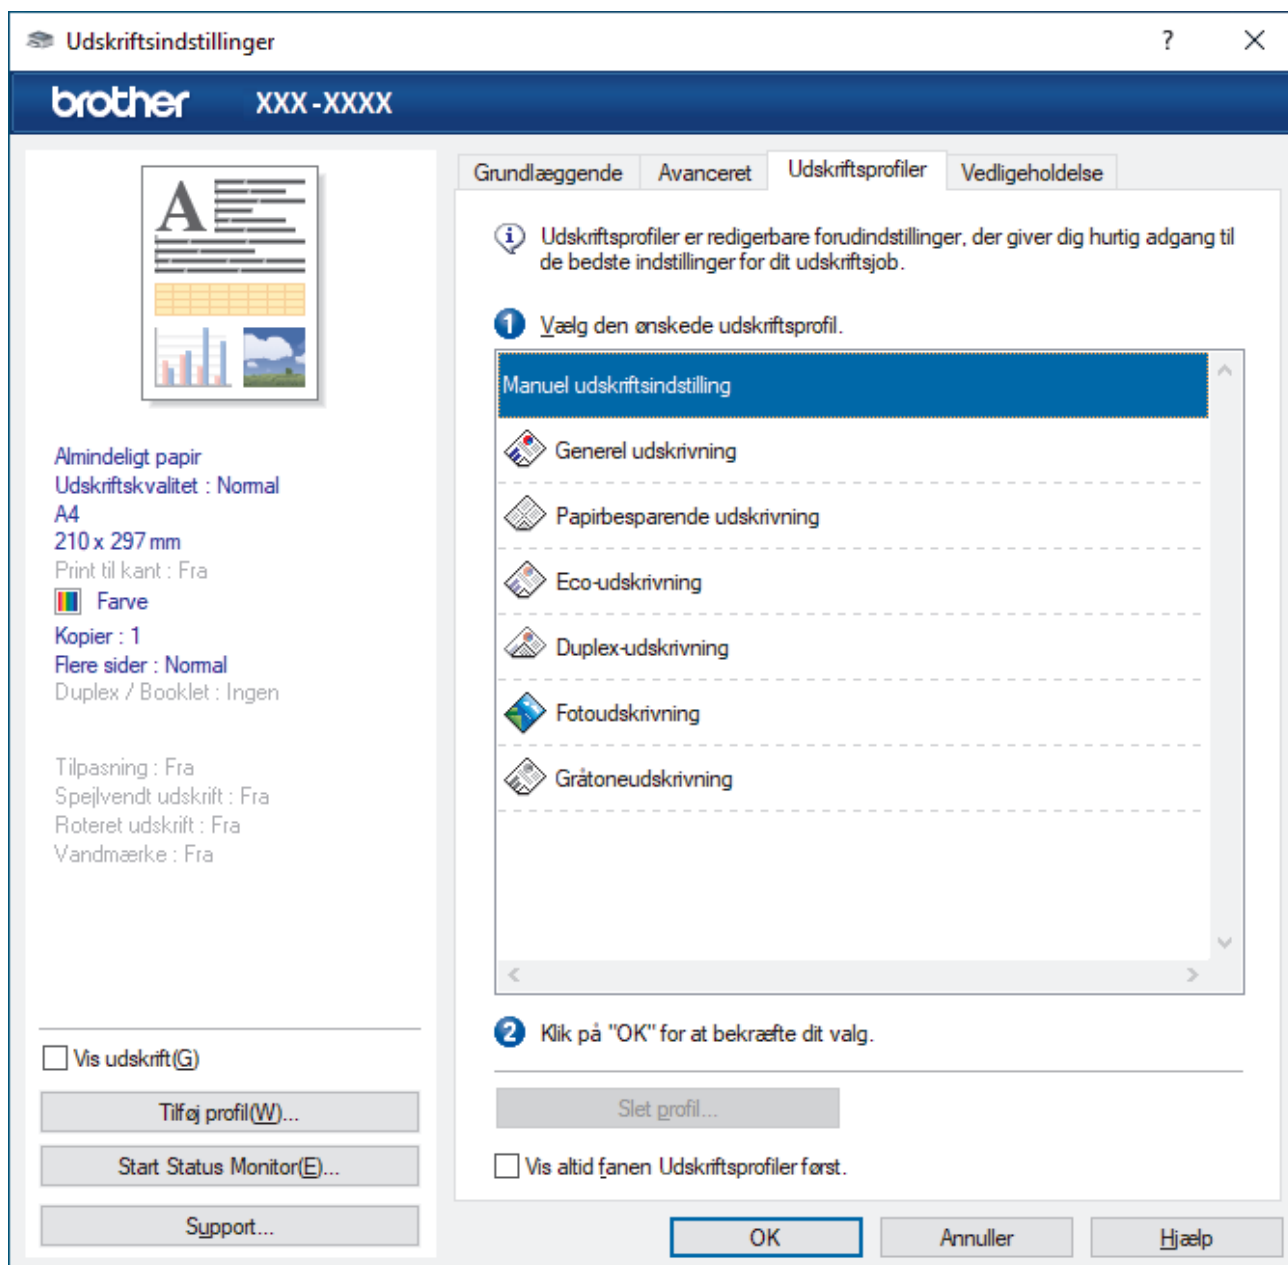 Udskriftsindstillinger
?
brother XXX-XXXX
A
Almindeligt papir
Udskriftskvalitet : Normal
A4
210 x 297 mm
Print til kant : Fra
Farve
Kopier : 1
Flere sider : Normal
Duplex / Booklet : Ingen
Tilpasning : Fra
Spejlvendt udskrift : Fra
Roteret udskrift : Fra
Vandmærke : Fra
Vis udskrift(G)
Tilføj profil(W)...
Start Status Monitor(E)...
Support...
Grundlæggende Avanceret Udskriftsprofiler Vedligeholdelse
Udskriftsprofiler er redigerbare forudindstillinger, der giver dig hurtig adgang til
de bedste indstillinger for dit udskriftsjob.
1 Vælg den ønskede udskriftsprofil.
Manuel udskriftsindstilling
Generel udskrivning
Papirbesparende udskrivning
Eco-udskrivning
Duplex-udskrivning
Fotoudskrivning
Gråtoneudskrivning
2 Klik på "OK" for at bekræfte dit valg.
Slet profil...
Vis altid fanen Udskriftsprofiler først.
OK Annuller Hjælp